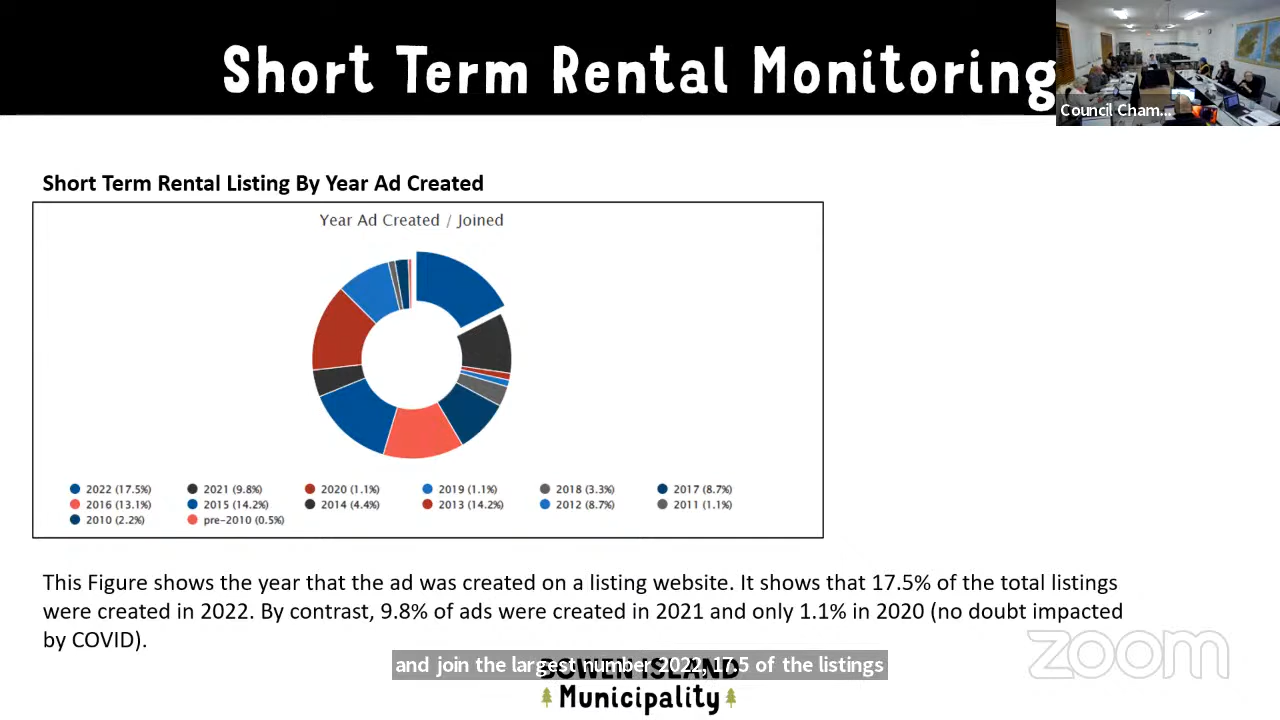 Short Term Rental Monitoring
Council Cham...
Short Term Rental Listing By Year Ad Created
Year Ad Created / Joined
2022 (17.5%) 2021 (9.8%) 2020 (1.1%) 2019 (1.1%) 2018 (3.3%) 2017 (8.7%)
2016 (13.1%) 2015 (14.2%) 2014 (4.4%) 2013 (14.2%) 2012 (8.7%) 2011 (1.1%)
2010 (2.2%) pre-2010 (0.5%)
This Figure shows the year that the ad was created on a listing website. It shows that 17.5% of the total listings
were created in 2022. By contrast, 9.8% of ads were created in 2021 and only 1.1% in 2020 (no doubt impacted
by COVID).
zoom
and join the largest number 2022, 17.5 of the listings
BOWEN ISLAND
Municipality